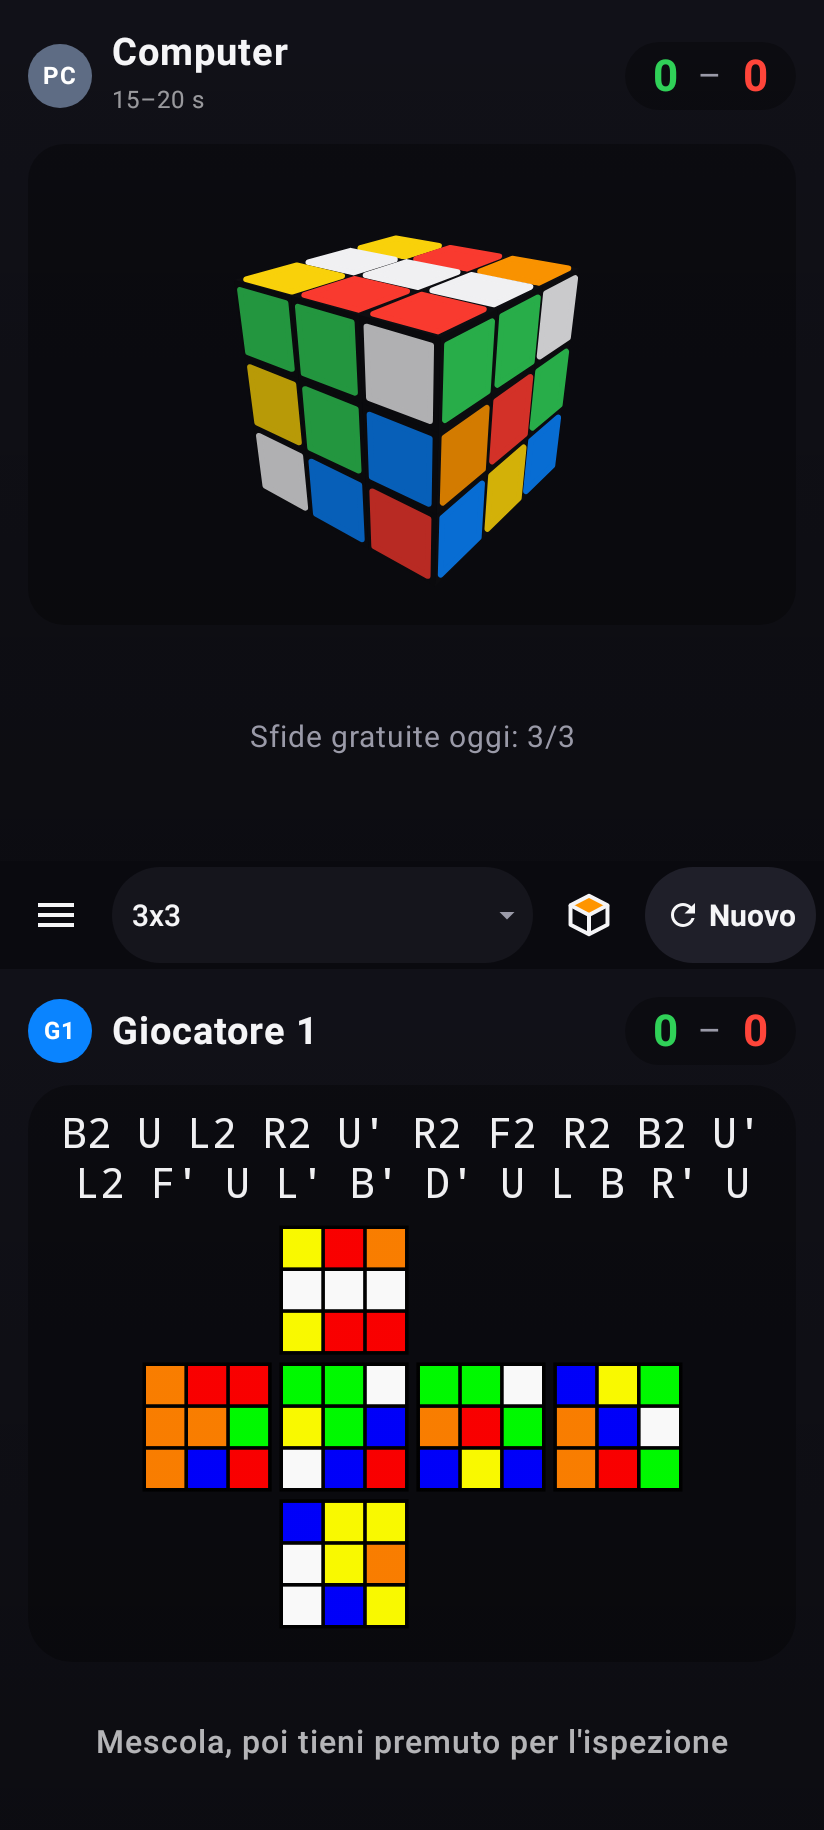 PC
Computer
0 – 0
15–20 s
Sfide gratuite oggi: 3/3
3x3
Nuovo
G1
Giocatore 1
0 – 0
B2 U L2 R2 U' R2 F2 R2 B2 U'
L2 F' U L' B' D' U L B R' U
Mescola, poi tieni premuto per l'ispezione